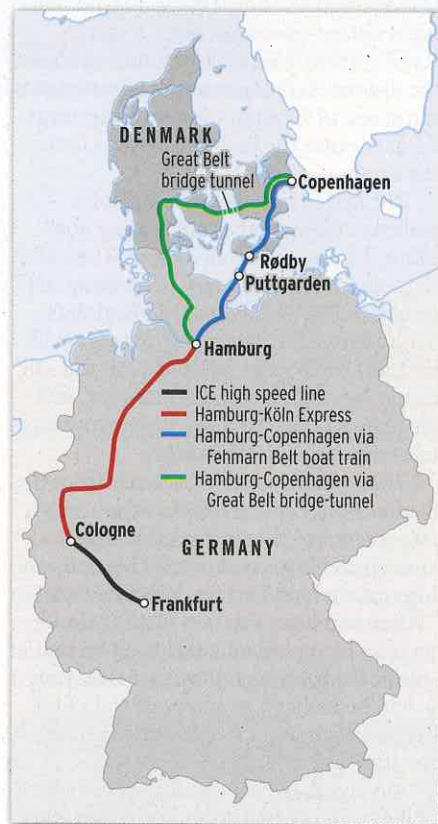 DENMARK
Great Belt
bridge tunnel
Copenhagen
Rødby
Puttgarden
Hamburg
ICE high speed line
Hamburg-Köln Express
Hamburg-Copenhagen via
Fehmarn Belt boat train
Hamburg-Copenhagen via
Great Belt bridge-tunnel
Cologne
GERMANY
Frankfurt